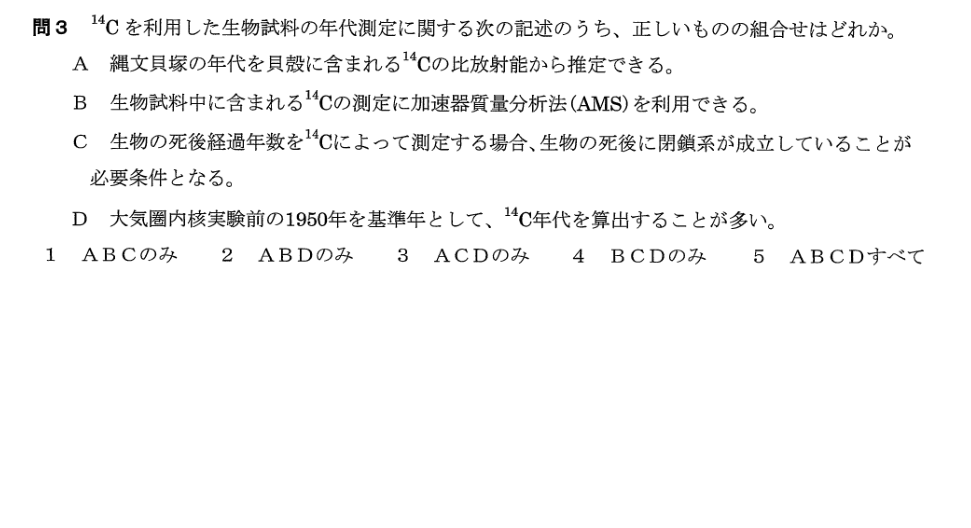 問3 ¹⁴C を利用した生物試料の年代測定に関する次の記述のうち、正しいものの組合せはどれか。
A 縄文貝塚の年代を貝殻に含まれる¹⁴Cの比放射能から推定できる。
B 生物試料中に含まれる¹⁴Cの測定に加速器質量分析法(AMS)を利用できる。
C 生物の死後経過年数を¹⁴Cによって測定する場合、生物の死後に閉鎖系が成立していることが
必要条件となる。
D 大気圏内核実験前の1950年を基準年として、¹⁴C年代を算出することが多い。
1 ABCのみ 2 ABDのみ 3 ACDのみ 4 BCDのみ 5 ABCDすべて